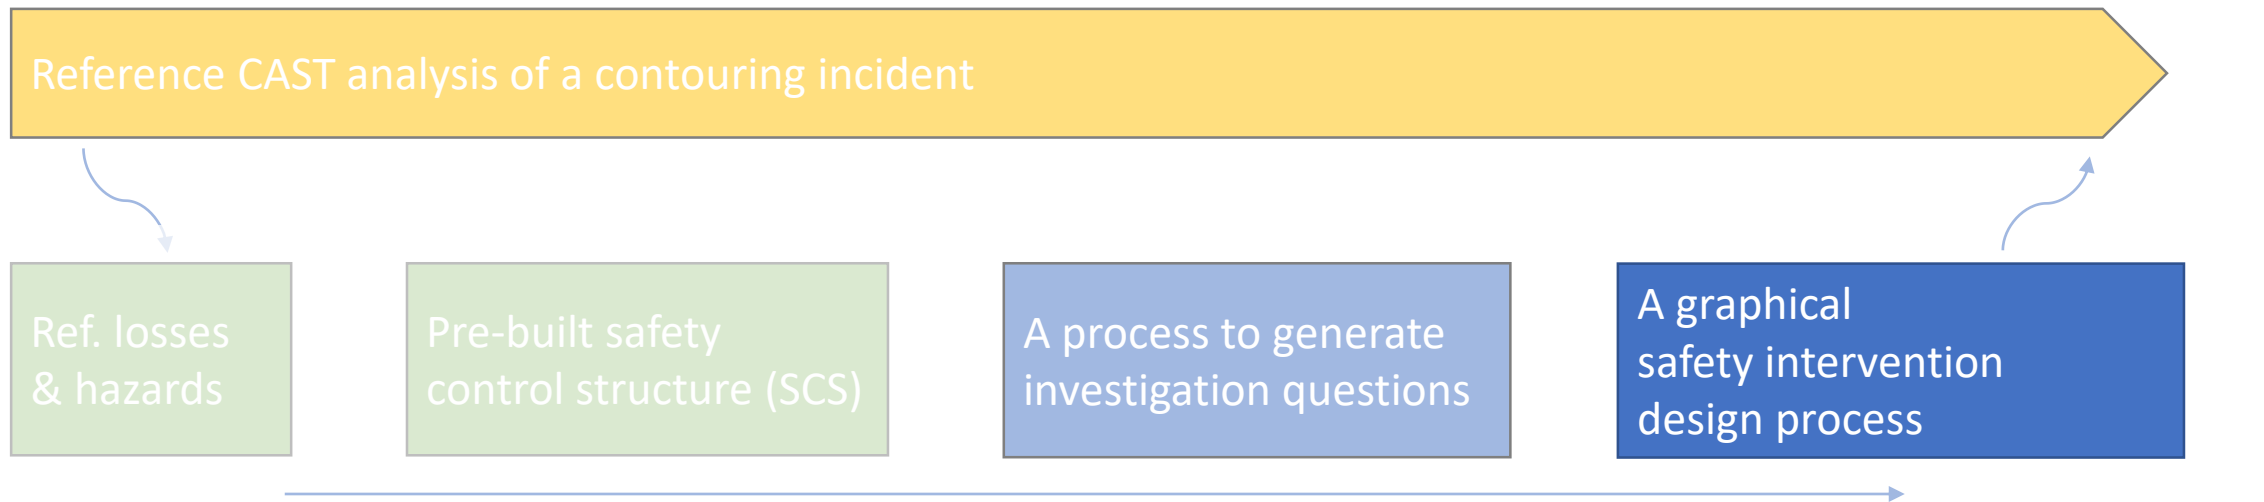 Reference CAST analysis of a contouring incident
Ref. losses
& hazards
Pre-built safety
control structure (SCS)
A process to generate
investigation questions
A graphical
safety intervention
design process